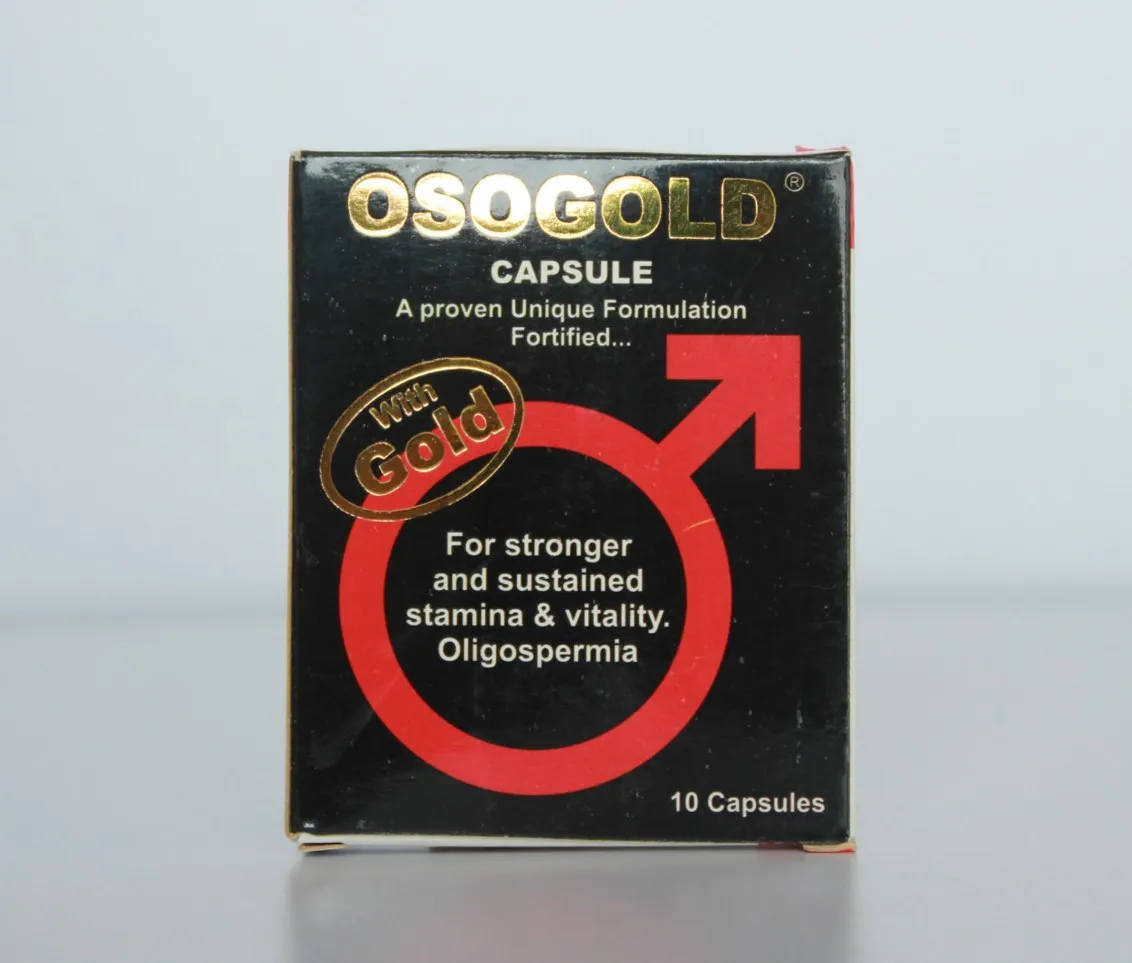 OSOGOLD®
CAPSULE
A proven Unique Formulation
Fortified...
With
Gold
For stronger
and sustained
stamina & vitality.
Oligospermia
10 Capsules